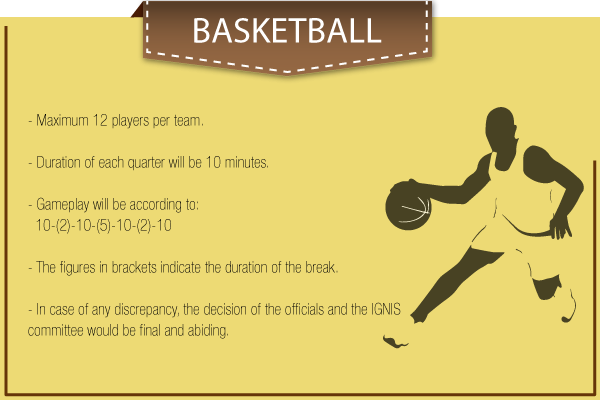 BASKETBALL
- Maximum 12 players per team.
- Duration of each quarter will be 10 minutes.
- Gameplay will be according to:
10-(2)-10-(5)-10-(2)-10
- The figures in brackets indicate the duration of the break.
- In case of any discrepancy, the decision of the officials and the IGNIS
committee would be final and abiding.